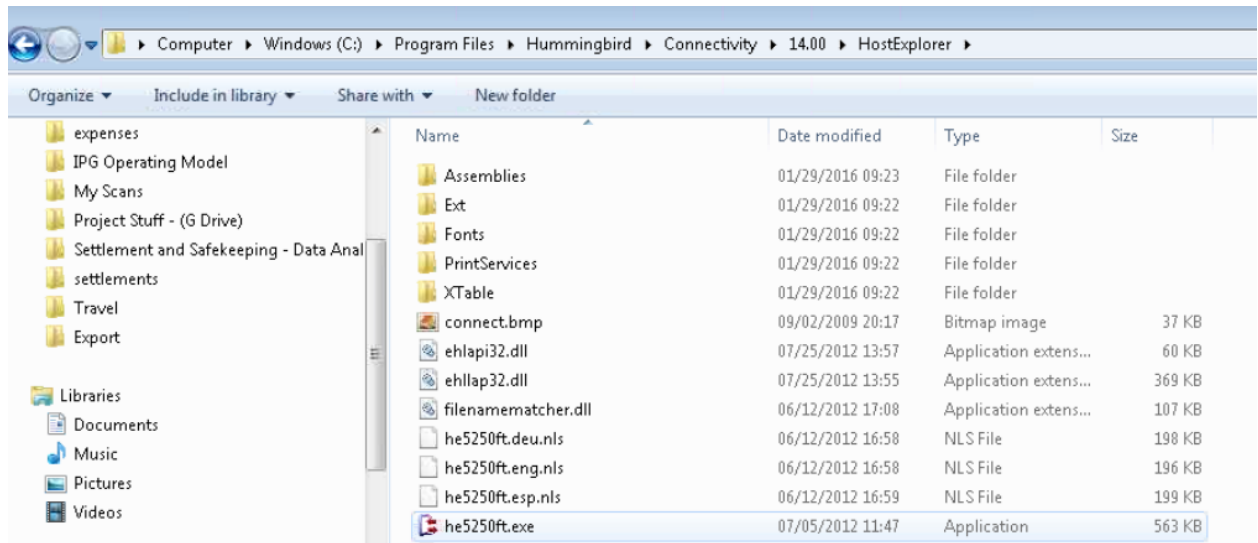 Computer Windows (C:) Program Files Hummingbird Connectivity 14.00 HostExplorer
Organize Include in library Share with New folder
expenses
IPG Operating Model
My Scans
Project Stuff - (G Drive)
Settlement and Safekeeping - Data Anal
settlements
Travel
Export
Libraries
Documents
Music
Pictures
Videos
Name Date modified Type Size
Assemblies 01/29/2016 09:23 File folder
Ext 01/29/2016 09:22 File folder
Fonts 01/29/2016 09:22 File folder
PrintServices 01/29/2016 09:22 File folder
XTable 01/29/2016 09:22 File folder
connect.bmp 09/02/2009 20:17 Bitmap image 37 KB
ehlapi32.dll 07/25/2012 13:57 Application extens... 60 KB
ehllap32.dll 07/25/2012 13:55 Application extens... 369 KB
filenamematcher.dll 06/12/2012 17:08 Application extens... 107 KB
he5250ft.deu.nls 06/12/2012 16:58 NLS File 198 KB
he5250ft.eng.nls 06/12/2012 16:58 NLS File 196 KB
he5250ft.esp.nls 06/12/2012 16:59 NLS File 199 KB
he5250ft.exe 07/05/2012 11:47 Application 563 KB